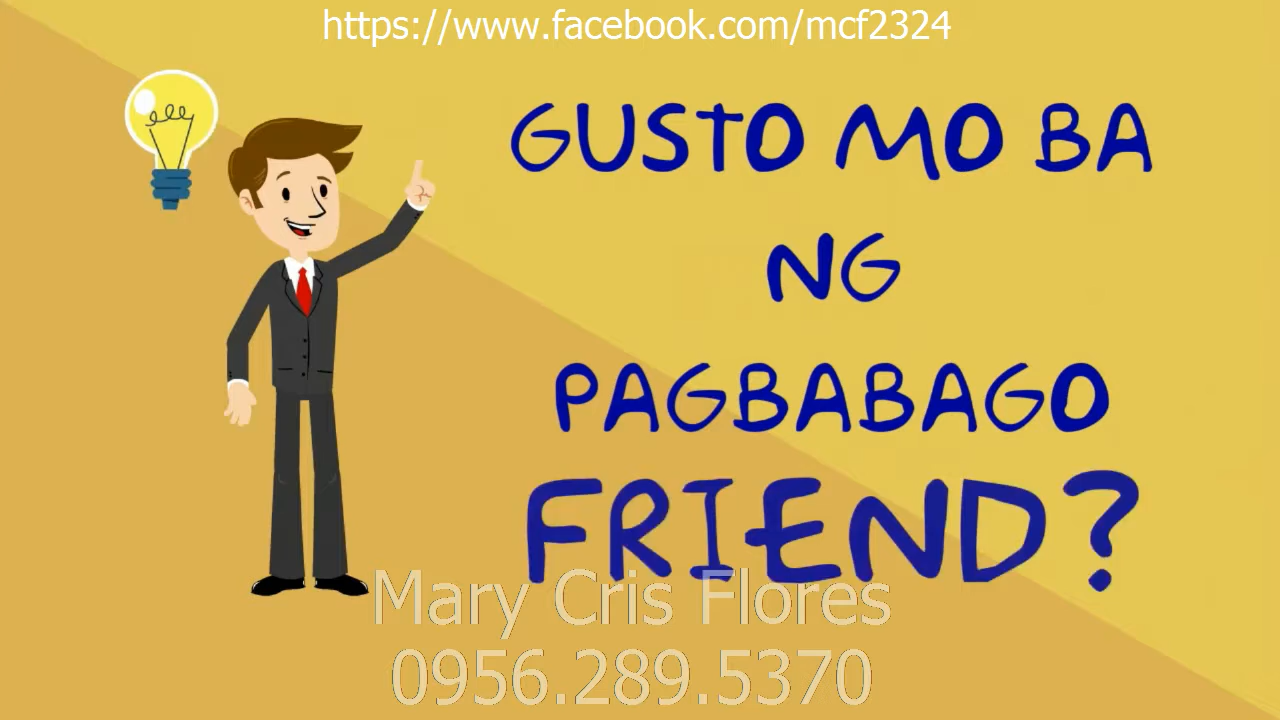 https://www.facebook.com/mcf2324
GUSTO MO BA
NG
PAGBABAGO
FRIEND?
Mary Cris Flores
0956.289.5370